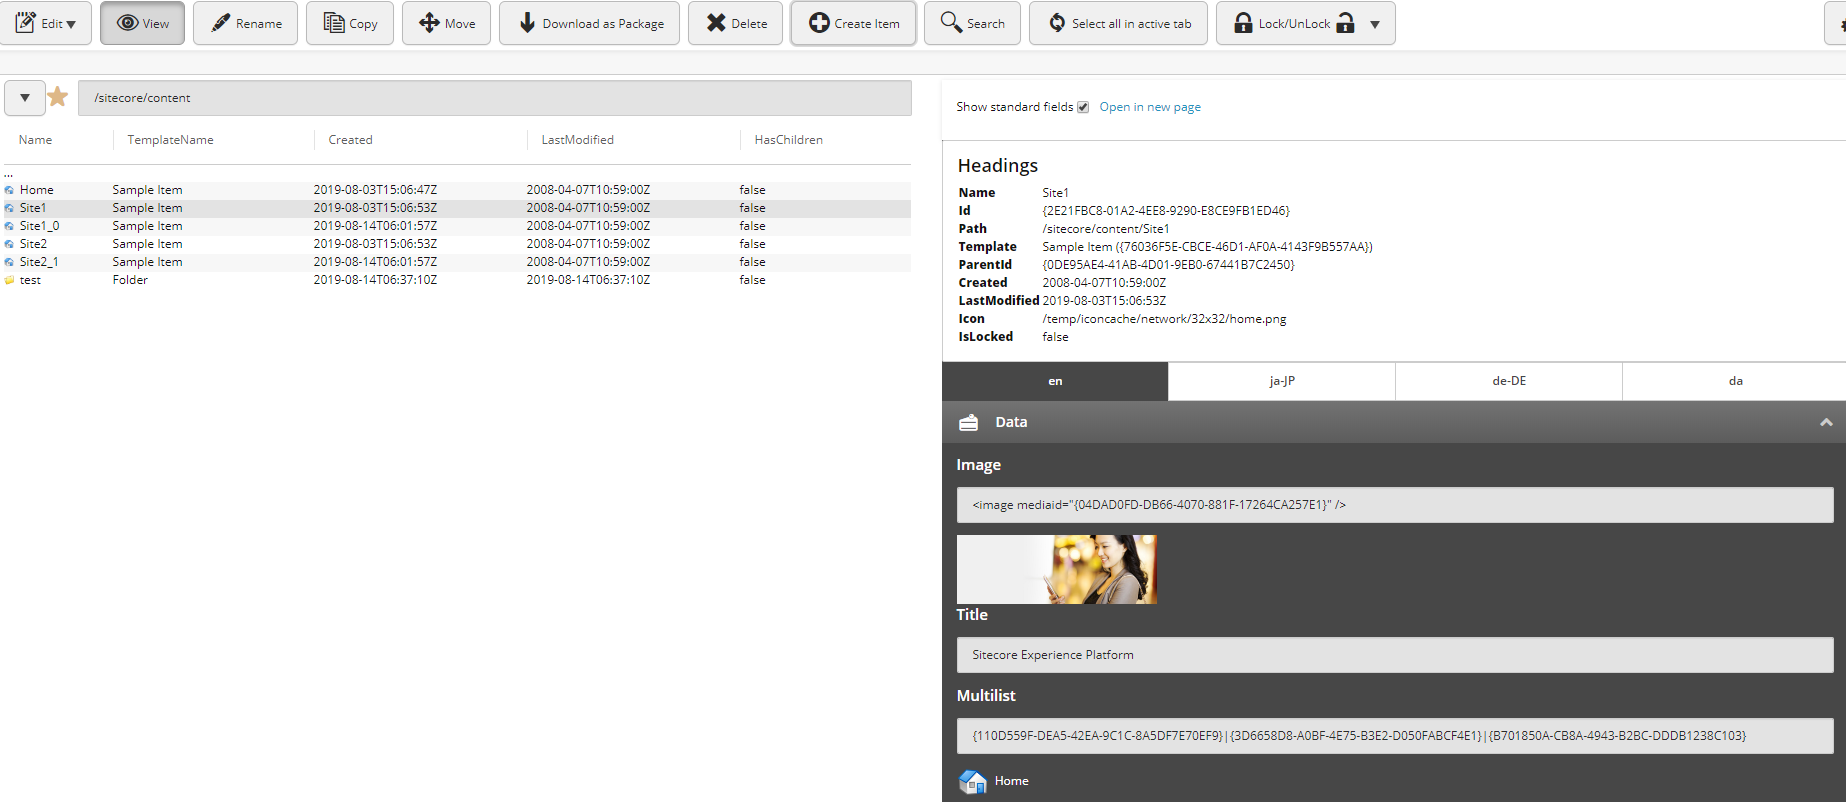 Edit ▼ View Rename Copy Move Download as Package Delete Create Item Search Select all in active tab Lock/UnLock ▼
▼ /sitecore/content
Name TemplateName Created LastModified HasChildren
...
Home Sample Item 2019-08-03T15:06:47Z 2008-04-07T10:59:00Z false
Site1 Sample Item 2019-08-03T15:06:53Z 2008-04-07T10:59:00Z false
Site1_0 Sample Item 2019-08-14T06:01:57Z 2008-04-07T10:59:00Z false
Site2 Sample Item 2019-08-03T15:06:53Z 2008-04-07T10:59:00Z false
Site2_1 Sample Item 2019-08-14T06:01:57Z 2008-04-07T10:59:00Z false
test Folder 2019-08-14T06:37:10Z 2019-08-14T06:37:10Z false
Show standard fields Open in new page
Headings
Name Site1
Id {2E21FBC8-01A2-4EE8-9290-E8CE9FB1ED46}
Path /sitecore/content/Site1
Template Sample Item ({76036F5E-CBCE-46D1-AF0A-4143F9B557AA})
ParentId {0DE95AE4-41AB-4D01-9EB0-67441B7C2450}
Created 2008-04-07T10:59:00Z
LastModified 2019-08-03T15:06:53Z
Icon /temp/iconcache/network/32x32/home.png
IsLocked false
en ja-JP de-DE da
Data
Image
<image mediaid="{04DAD0FD-DB66-4070-881F-17264CA257E1}" />
Title
Sitecore Experience Platform
Multilist
{110D559F-DEA5-42EA-9C1C-8A5DF7E70EF9}|{3D6658D8-A0BF-4E75-B3E2-D050FABCF4E1}|{B701850A-CB8A-4943-B2BC-DDDB1238C103}
Home